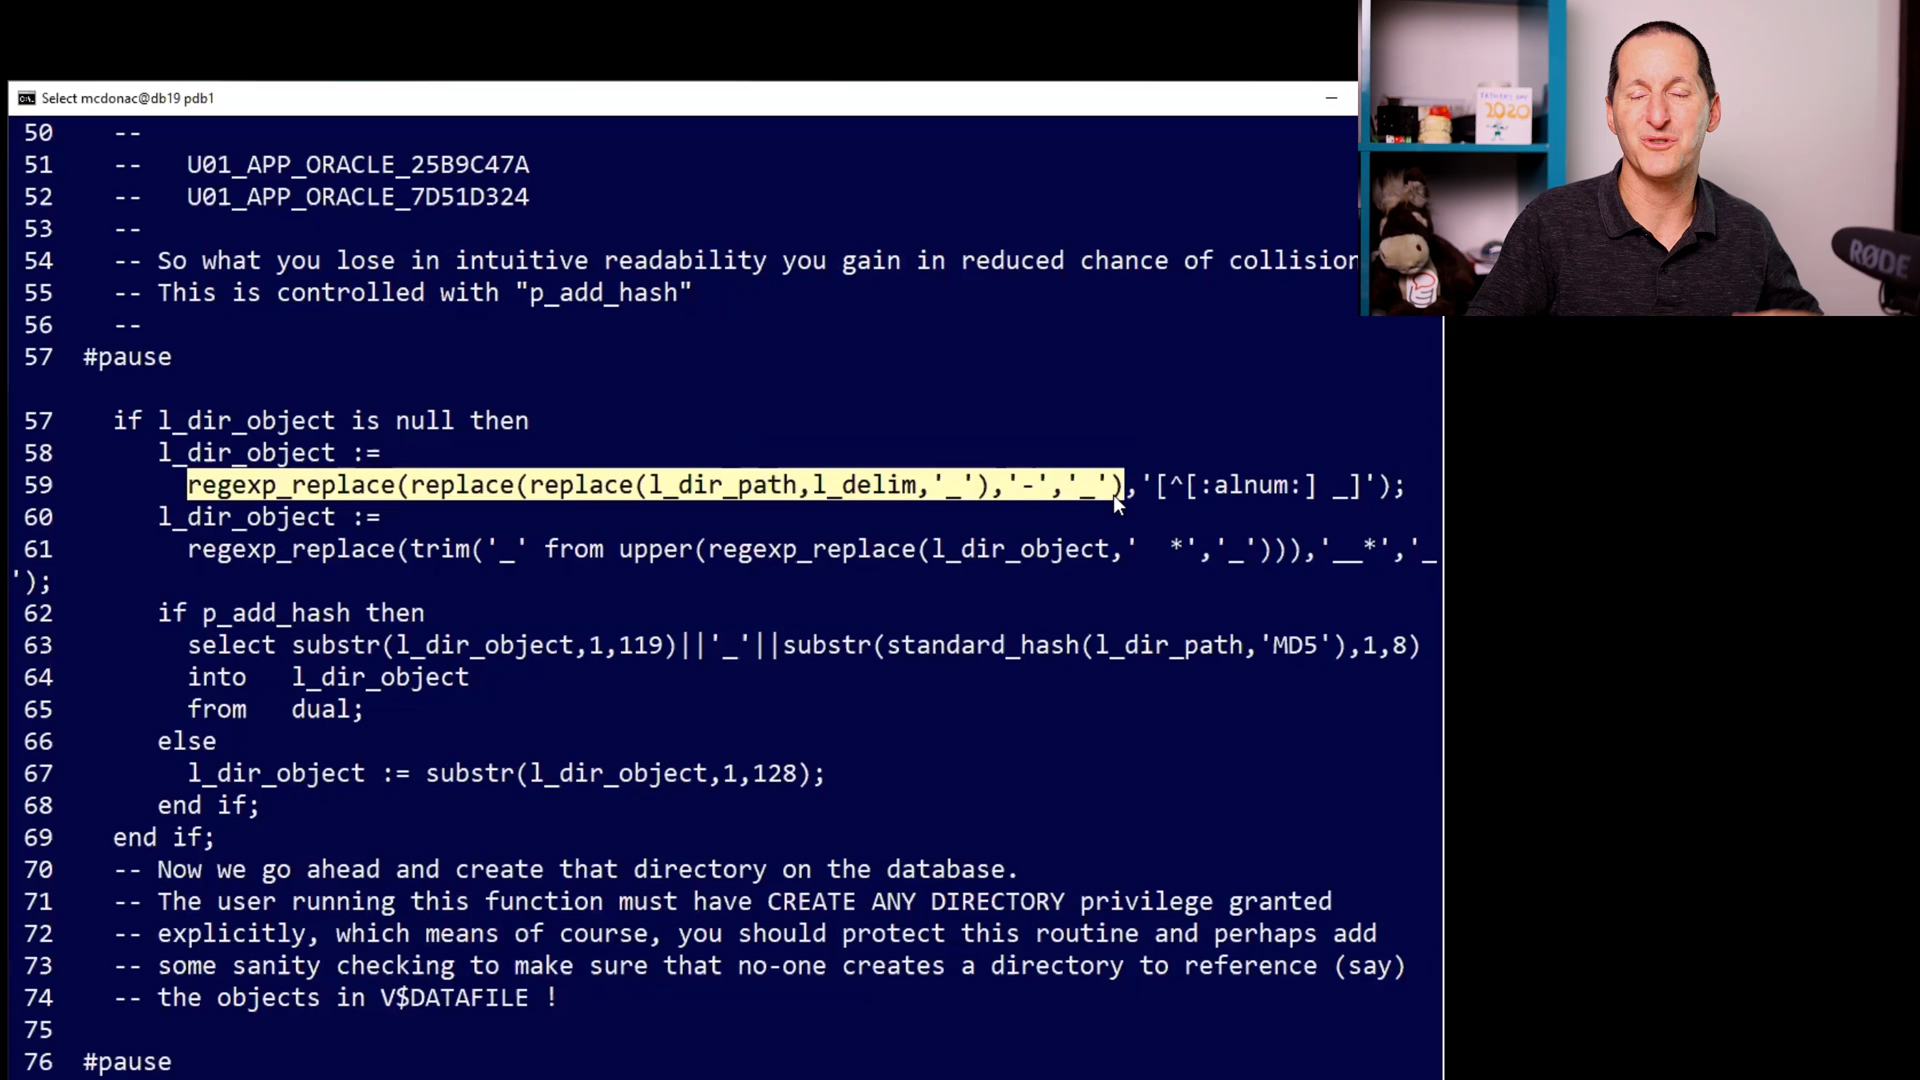 Select mcdonac@db19 pdb1
50 --
51 -- U01_APP_ORACLE_25B9C47A
52 -- U01_APP_ORACLE_7D51D324
53 --
54 -- So what you lose in intuitive readability you gain in reduced chance of collision
55 -- This is controlled with "p_add_hash"
56 --
57 #pause
57 if l_dir_object is null then
58 l_dir_object :=
59 regexp_replace(replace(replace(l_dir_path,l_delim,'_'),'-','_'),'[^[:alnum:] _]');
60 l_dir_object :=
61 regexp_replace(trim('_' from upper(regexp_replace(l_dir_object,'  *','_'))),'__*','_
');
62 if p_add_hash then
63 select substr(l_dir_object,1,119)||'_'||substr(standard_hash(l_dir_path,'MD5'),1,8)
64 into l_dir_object
65 from dual;
66 else
67 l_dir_object := substr(l_dir_object,1,128);
68 end if;
69 end if;
70 -- Now we go ahead and create that directory on the database.
71 -- The user running this function must have CREATE ANY DIRECTORY privilege granted
72 -- explicitly, which means of course, you should protect this routine and perhaps add
73 -- some sanity checking to make sure that no-one creates a directory to reference (say)
74 -- the objects in V$DATAFILE !
75
76 #pause
2020
RØDE